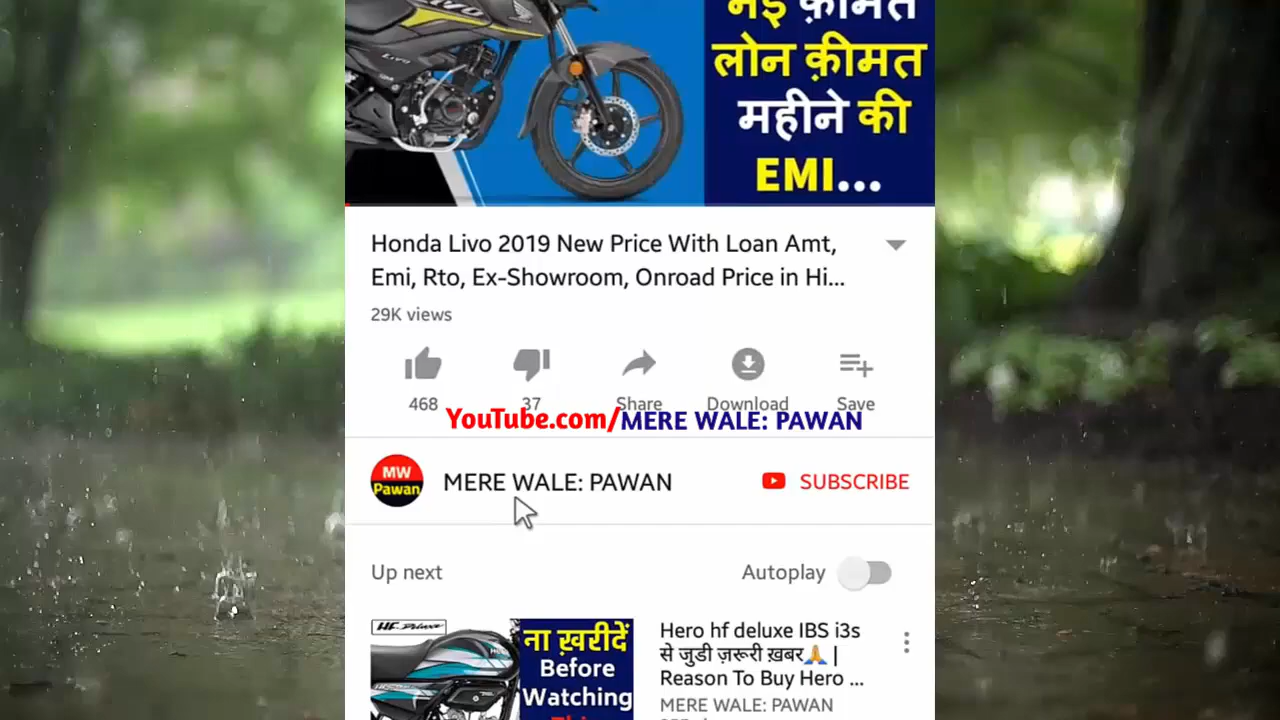 LIVO
LIVO
नई क़ीमत
लोन क़ीमत
महीने की
EMI...
Honda Livo 2019 New Price With Loan Amt,
Emi, Rto, Ex-Showroom, Onroad Price in Hi...
29K views
468
37
Share
Download
Save
YouTube.com/MERE WALE: PAWAN
MW
Pawan
MERE WALE: PAWAN
SUBSCRIBE
Up next
Autoplay
HF Deluxe
ना ख़रीदें
Before
Watching
Hero hf deluxe IBS i3s
से जुडी ज़रूरी ख़बर🙏 |
Reason To Buy Hero ...
MERE WALE: PAWAN